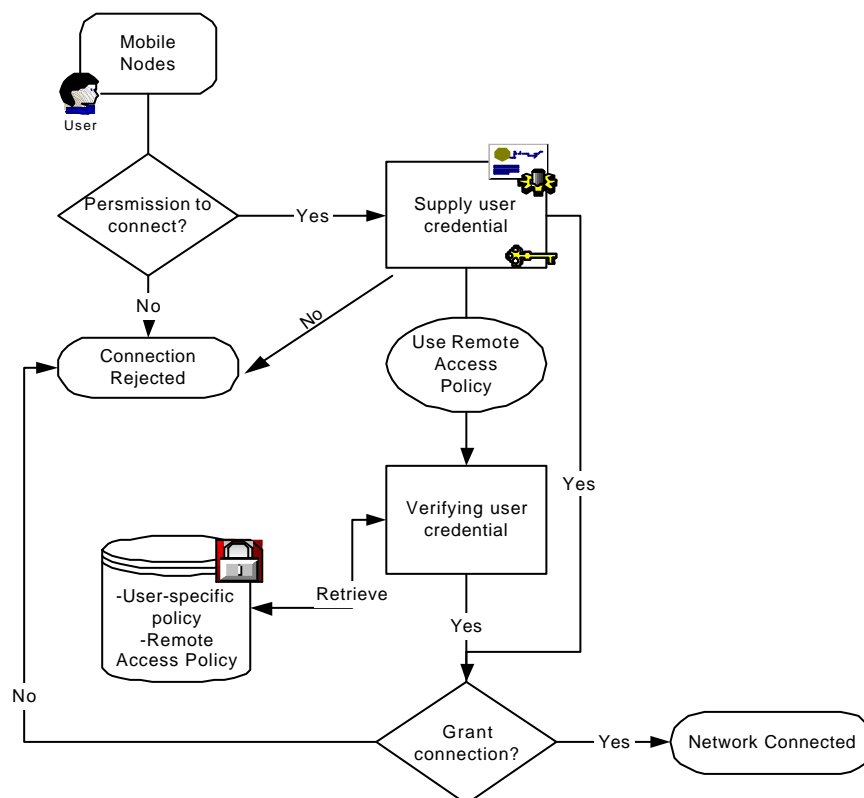 Mobile
Nodes
User
Persmission to
connect?
Yes
Supply user
credential
No
No
Connection
Rejected
Use Remote
Access
Policy
Yes
Verifying user
credential
-User-specific
policy
-Remote
Access Policy
Retrieve
Yes
No
Grant
connection?
Yes
Network Connected